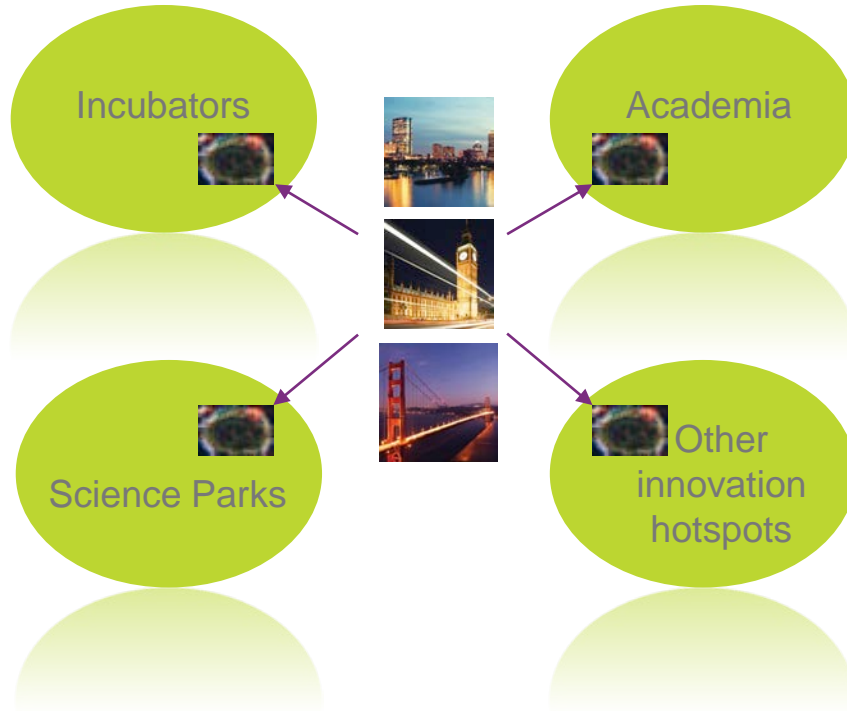 Incubators
Academia
Science Parks
Other
innovation
hotspots